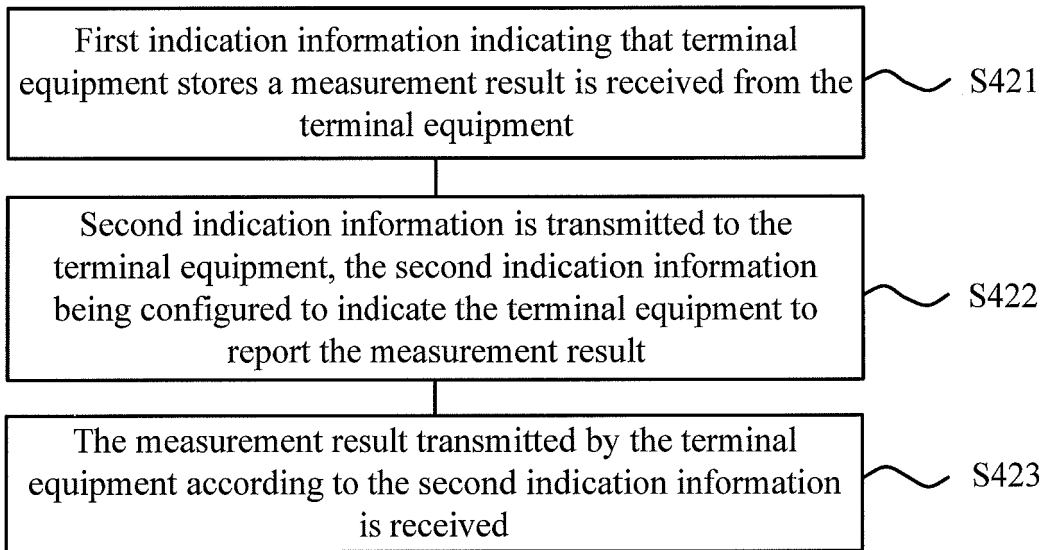 First indication information indicating that terminal
equipment stores a measurement result is received from the
terminal equipment
S421
Second indication information is transmitted to the
terminal equipment, the second indication information
being configured to indicate the terminal equipment to
report the measurement result
S422
The measurement result transmitted by the terminal
equipment according to the second indication information
is received
S423